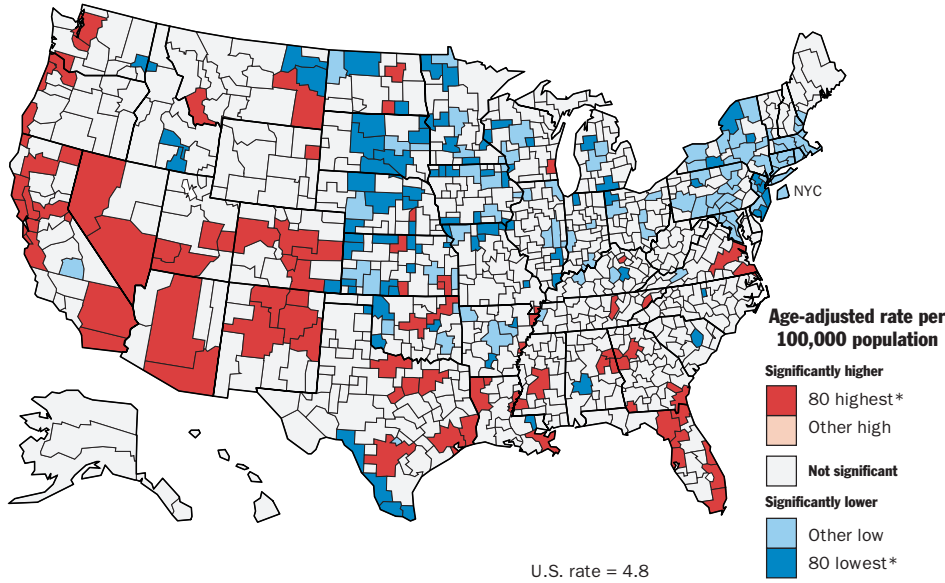 NYC
Age-adjusted rate per
100,000 population
Significantly higher
80 highest*
Other high
Not significant
Significantly lower
Other low
80 lowest*
U.S. rate = 4.8